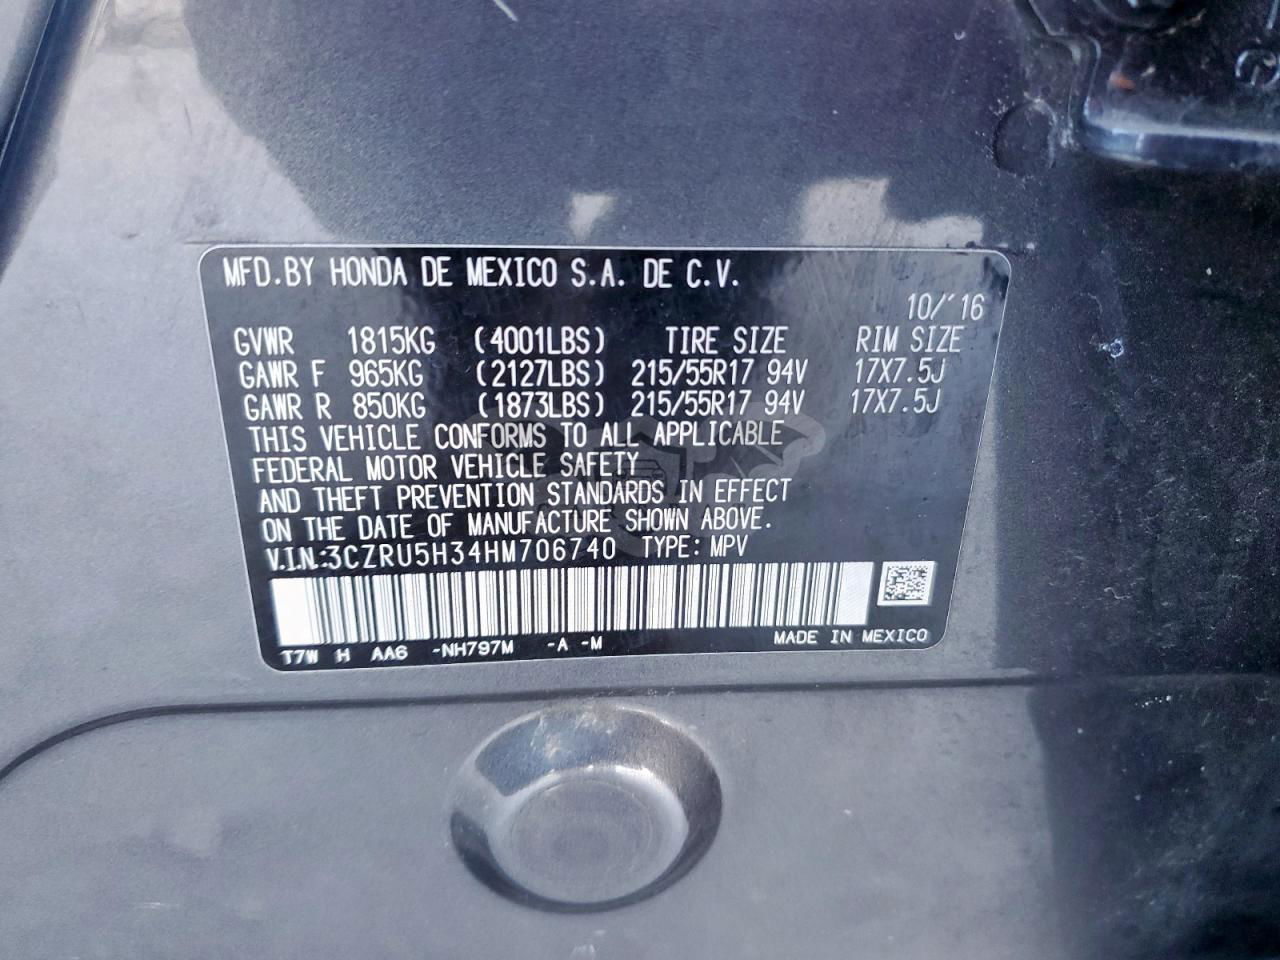 MFD.BY HONDA DE MEXICO S.A. DE C.V.
10/'16
GVWR 1815KG (4001LBS) TIRE SIZE RIM SIZE
GAWR F 965KG (2127LBS) 215/55R17 94V 17X7.5J
GAWR R 850KG (1873LBS) 215/55R17 94V 17X7.5J
THIS VEHICLE CONFORMS TO ALL APPLICABLE
FEDERAL MOTOR VEHICLE SAFETY
AND THEFT PREVENTION STANDARDS IN EFFECT
ON THE DATE OF MANUFACTURE SHOWN ABOVE.
V.I.N.:3CZRU5H34HM706740 TYPE: MPV
T7W H AA6 -NH797M -A -M MADE IN MEXICO